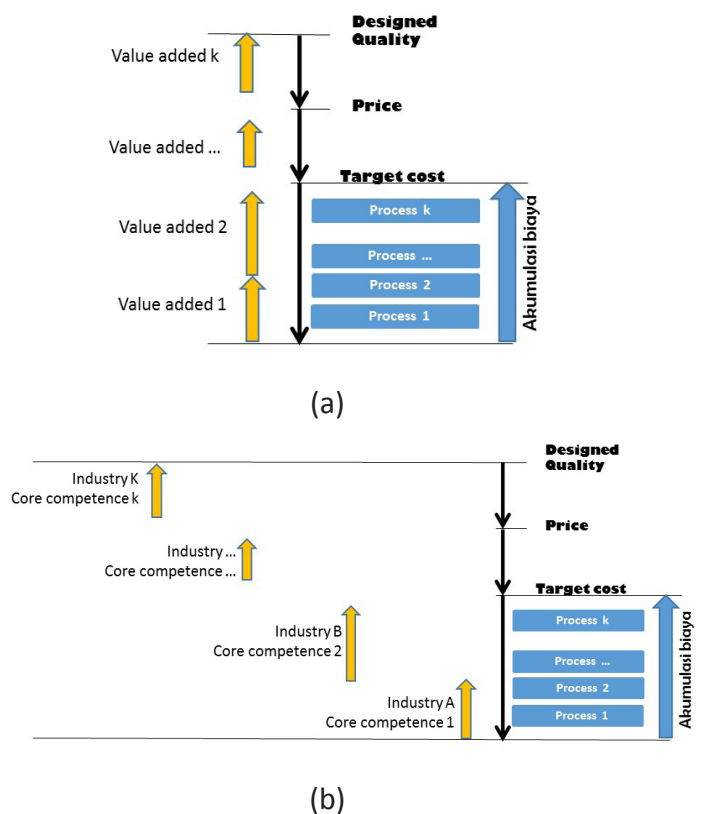 Designed
Quality
Value added k
Price
Value added ...
Target cost
Process k
Value added 2
Process ...
Process 2
Value added 1
Process 1
Akumulasi biaya
(a)
Designed
Quality
Industry K
Core competence k
Price
Industry ...
Core competence ...
Target cost
Process k
Industry B
Core competence 2
Process ...
Process 2
Industry A
Core competence 1
Process 1
Akumulasi biaya
(b)